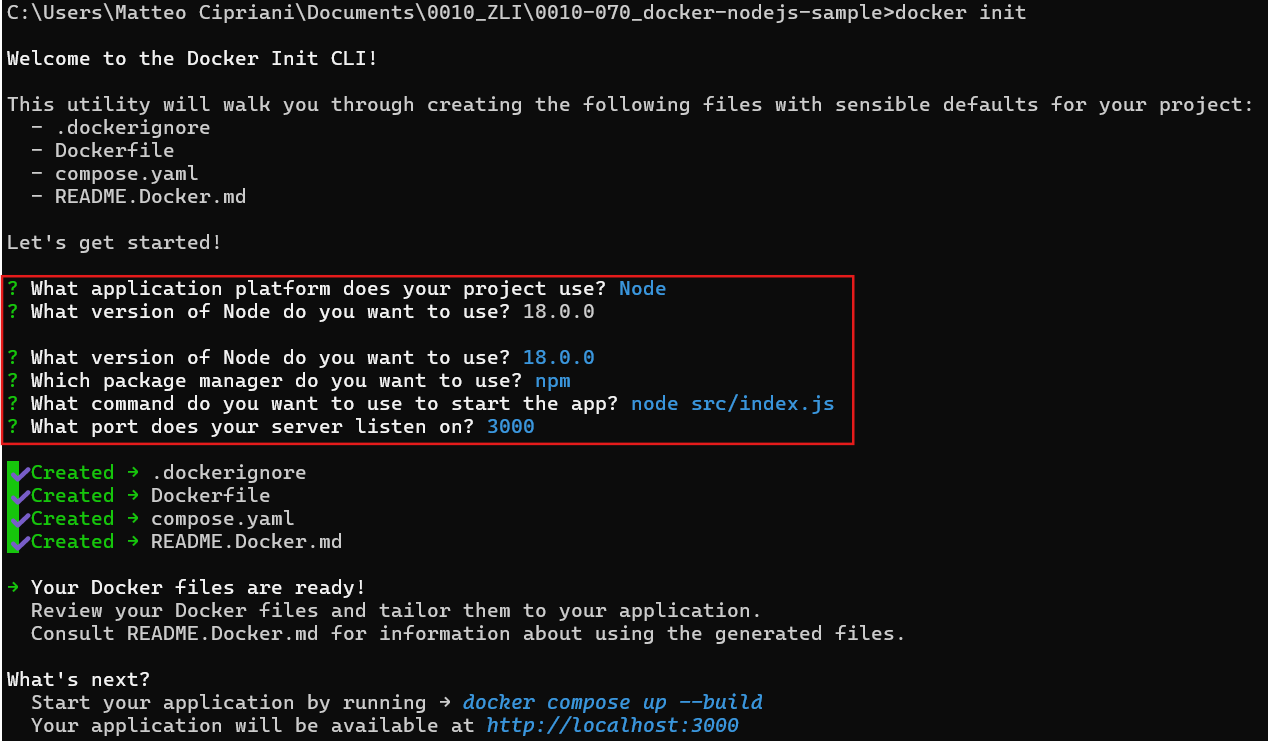 C:\Users\Matteo Cipriani\Documents\0010_ZLI\0010-070_docker-nodejs-sample>docker init
Welcome to the Docker Init CLI!
This utility will walk you through creating the following files with sensible defaults for your project:
- .dockerignore
- Dockerfile
- compose.yaml
- README.Docker.md
Let's get started!
? What application platform does your project use? Node
? What version of Node do you want to use? 18.0.0
? What version of Node do you want to use? 18.0.0
? Which package manager do you want to use? npm
? What command do you want to use to start the app? node src/index.js
? What port does your server listen on? 3000
✔Created → .dockerignore
✔Created → Dockerfile
✔Created → compose.yaml
✔Created → README.Docker.md
→ Your Docker files are ready!
Review your Docker files and tailor them to your application.
Consult README.Docker.md for information about using the generated files.
What's next?
Start your application by running → docker compose up --build
Your application will be available at http://localhost:3000